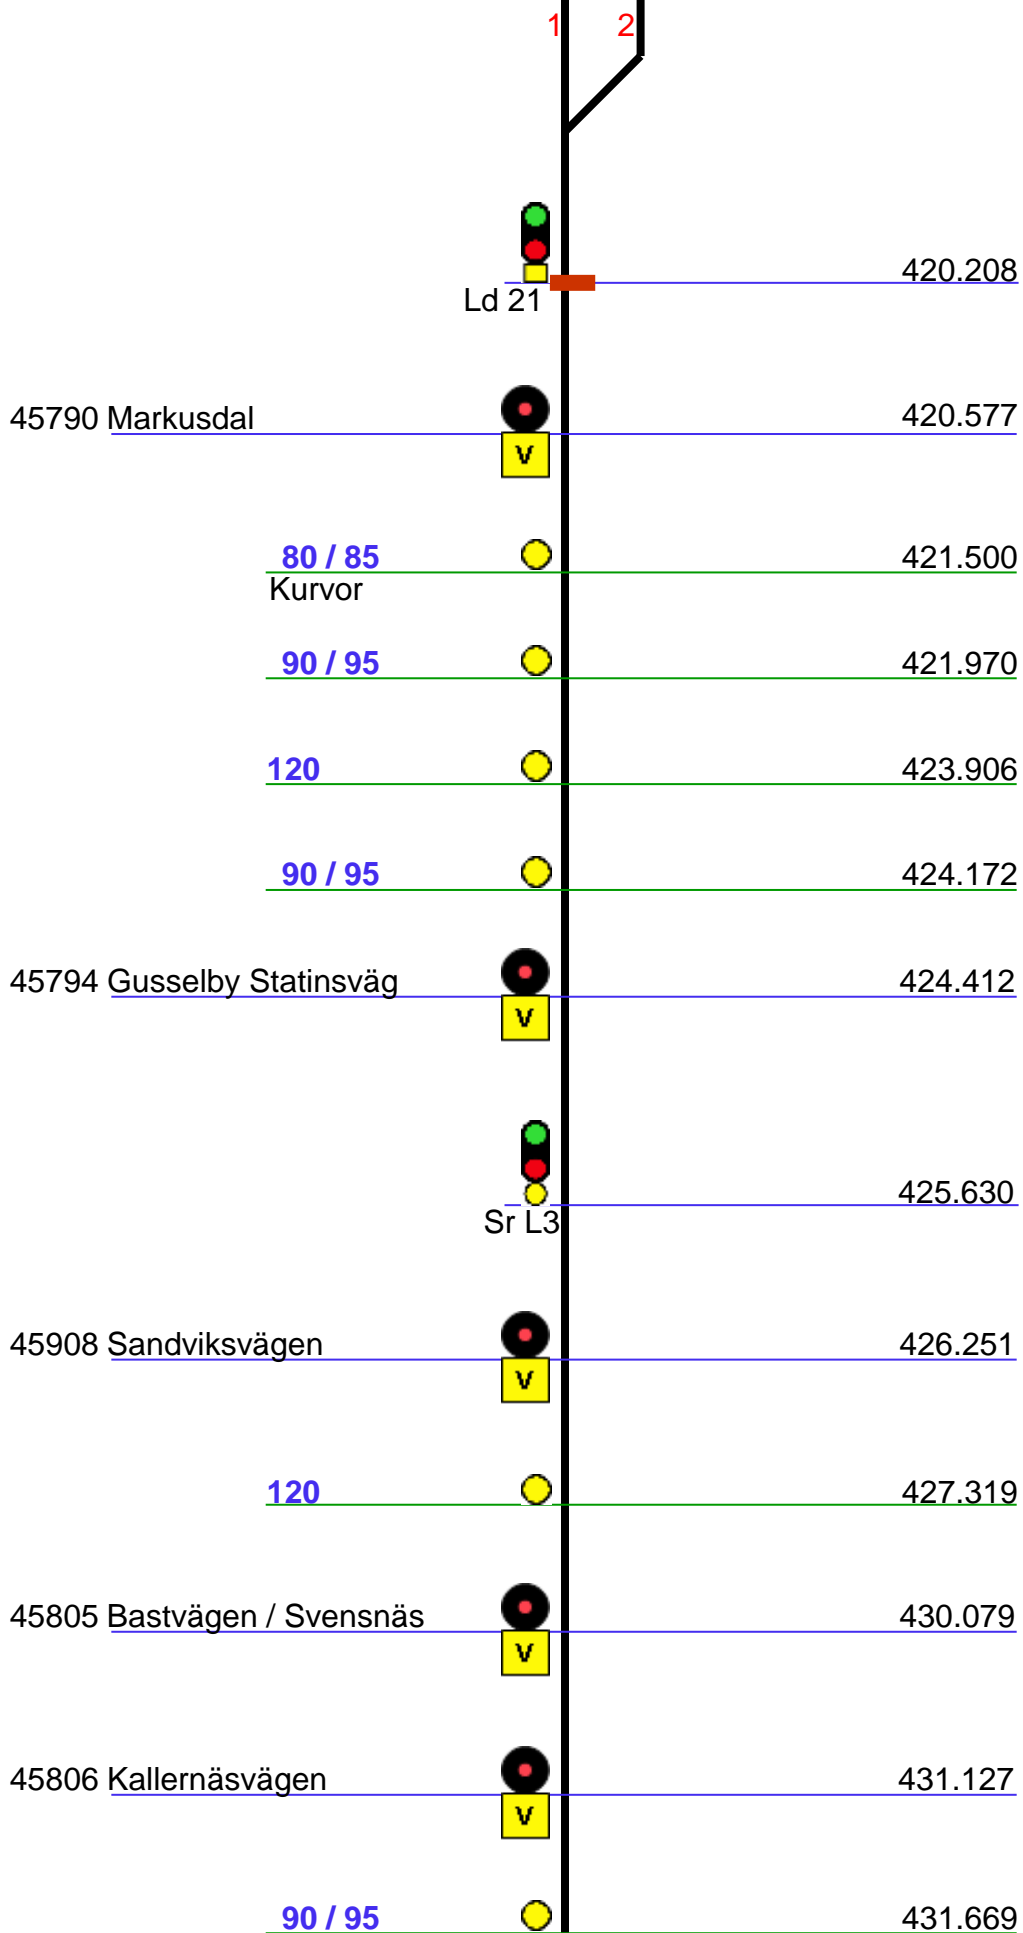 1 2
420.208
Ld 21
45790 Markusdal 420.577
V
80 / 85 421.500
Kurvor
90 / 95 421.970
120 423.906
90 / 95 424.172
45794 Gusselby Statinsväg 424.412
V
425.630
Sr L3
45908 Sandviksvägen 426.251
V
120 427.319
45805 Bastvägen / Svensnäs 430.079
V
45806 Kallernäsvägen 431.127
V
90 / 95 431.669